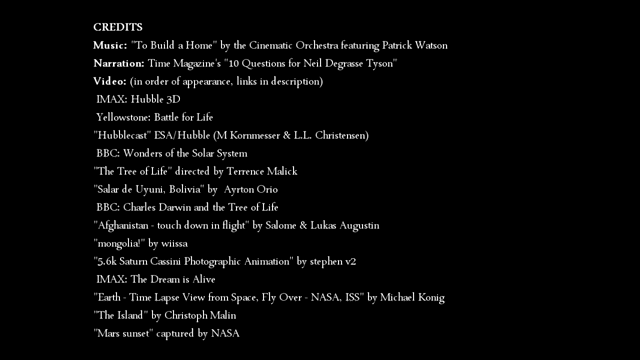 CREDITS
Music: "To Build a Home" by the Cinematic Orchestra featuring Patrick Watson
Narration: Time Magazine's "10 Questions for Neil Degrasse Tyson"
Video: (in order of appearance, links in description)
IMAX: Hubble 3D
Yellowstone: Battle for Life
"Hubblecast" ESA/Hubble (M Kornmesser & L.L. Christensen)
BBC: Wonders of the Solar System
"The Tree of Life" directed by Terrence Malick
"Salar de Uyuni, Bolivia" by Ayrton Orio
BBC: Charles Darwin and the Tree of Life
"Afghanistan - touch down in flight" by Salome & Lukas Augustin
"mongolia!" by wiissa
"5.6k Saturn Cassini Photographic Animation" by stephen v2
IMAX: The Dream is Alive
"Earth - Time Lapse View from Space, Fly Over - NASA, ISS" by Michael Konig
"The Island" by Christoph Malin
"Mars sunset" captured by NASA